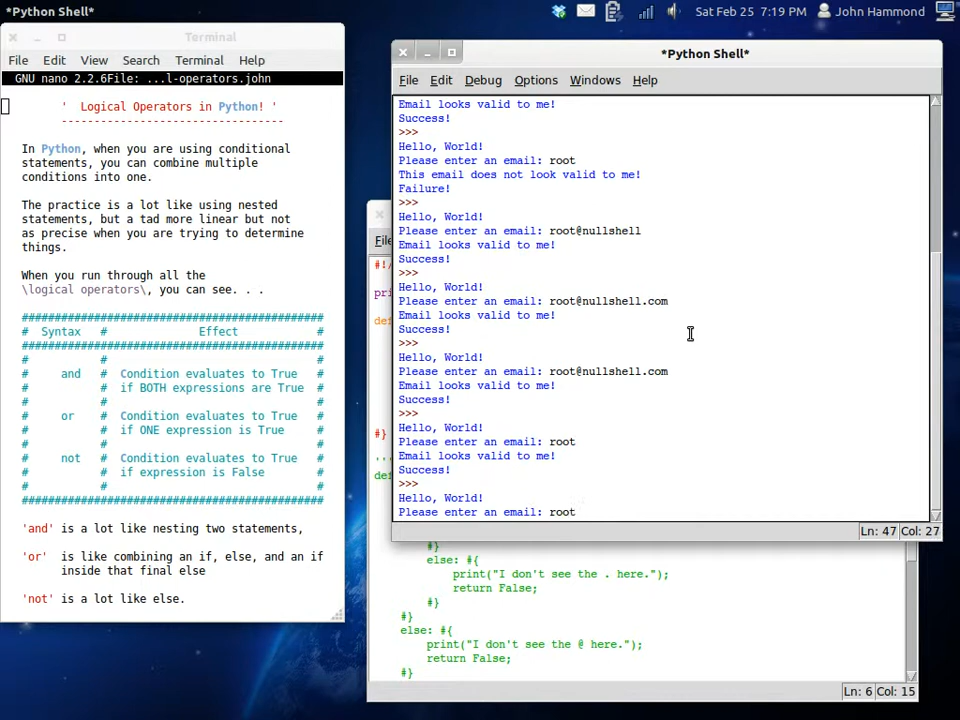 *Python Shell*
Sat Feb 25 7:19 PM John Hammond
Terminal
File Edit View Search Terminal Help
GNU nano 2.2.6File: ...l-operators.john
' Logical Operators in Python! '
----------------------------------
In Python, when you are using conditional
statements, you can combine multiple
conditions into one.
The practice is a lot like using nested
statements, but a tad more linear but not
as precise when you are trying to determine
things.
When you run through all the
\logical operators\, you can see. . .
##############################################
# Syntax # Effect #
##############################################
# # #
# and # Condition evaluates to True #
# # if BOTH expressions are True #
# # #
# or # Condition evaluates to True #
# # if ONE expression is True #
# # #
# not # Condition evaluates to True #
# # if expression is False #
# # #
##############################################
'and' is a lot like nesting two statements,
'or' is like combining an if, else, and an if
inside that final else
'not' is a lot like else.
*Python Shell*
File Edit Debug Options Windows Help
Email looks valid to me!
Success!
>>>
Hello, World!
Please enter an email: root
This email does not look valid to me!
Failure!
>>>
Hello, World!
Please enter an email: root@nullshell
Email looks valid to me!
Success!
>>>
Hello, World!
Please enter an email: root@nullshell.com
Email looks valid to me!
Success!
>>>
Hello, World!
Please enter an email: root@nullshell.com
Email looks valid to me!
Success!
>>>
Hello, World!
Please enter an email: root
Email looks valid to me!
Success!
>>>
Hello, World!
Please enter an email: root
Ln: 47 Col: 27
#}
else: #{
print("I don't see the . here.");
return False;
#}
#}
else: #{
print("I don't see the @ here.");
return False;
#}
Ln: 6 Col: 15